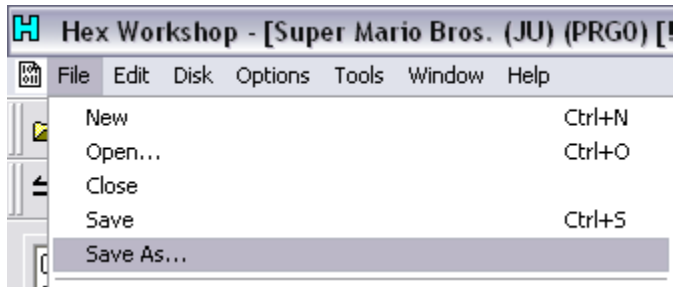 Hex Workshop - [Super Mario Bros. (JU) (PRG0) [!
File Edit Disk Options Tools Window Help
New Ctrl+N
Open... Ctrl+O
Close
Save Ctrl+S
Save As...